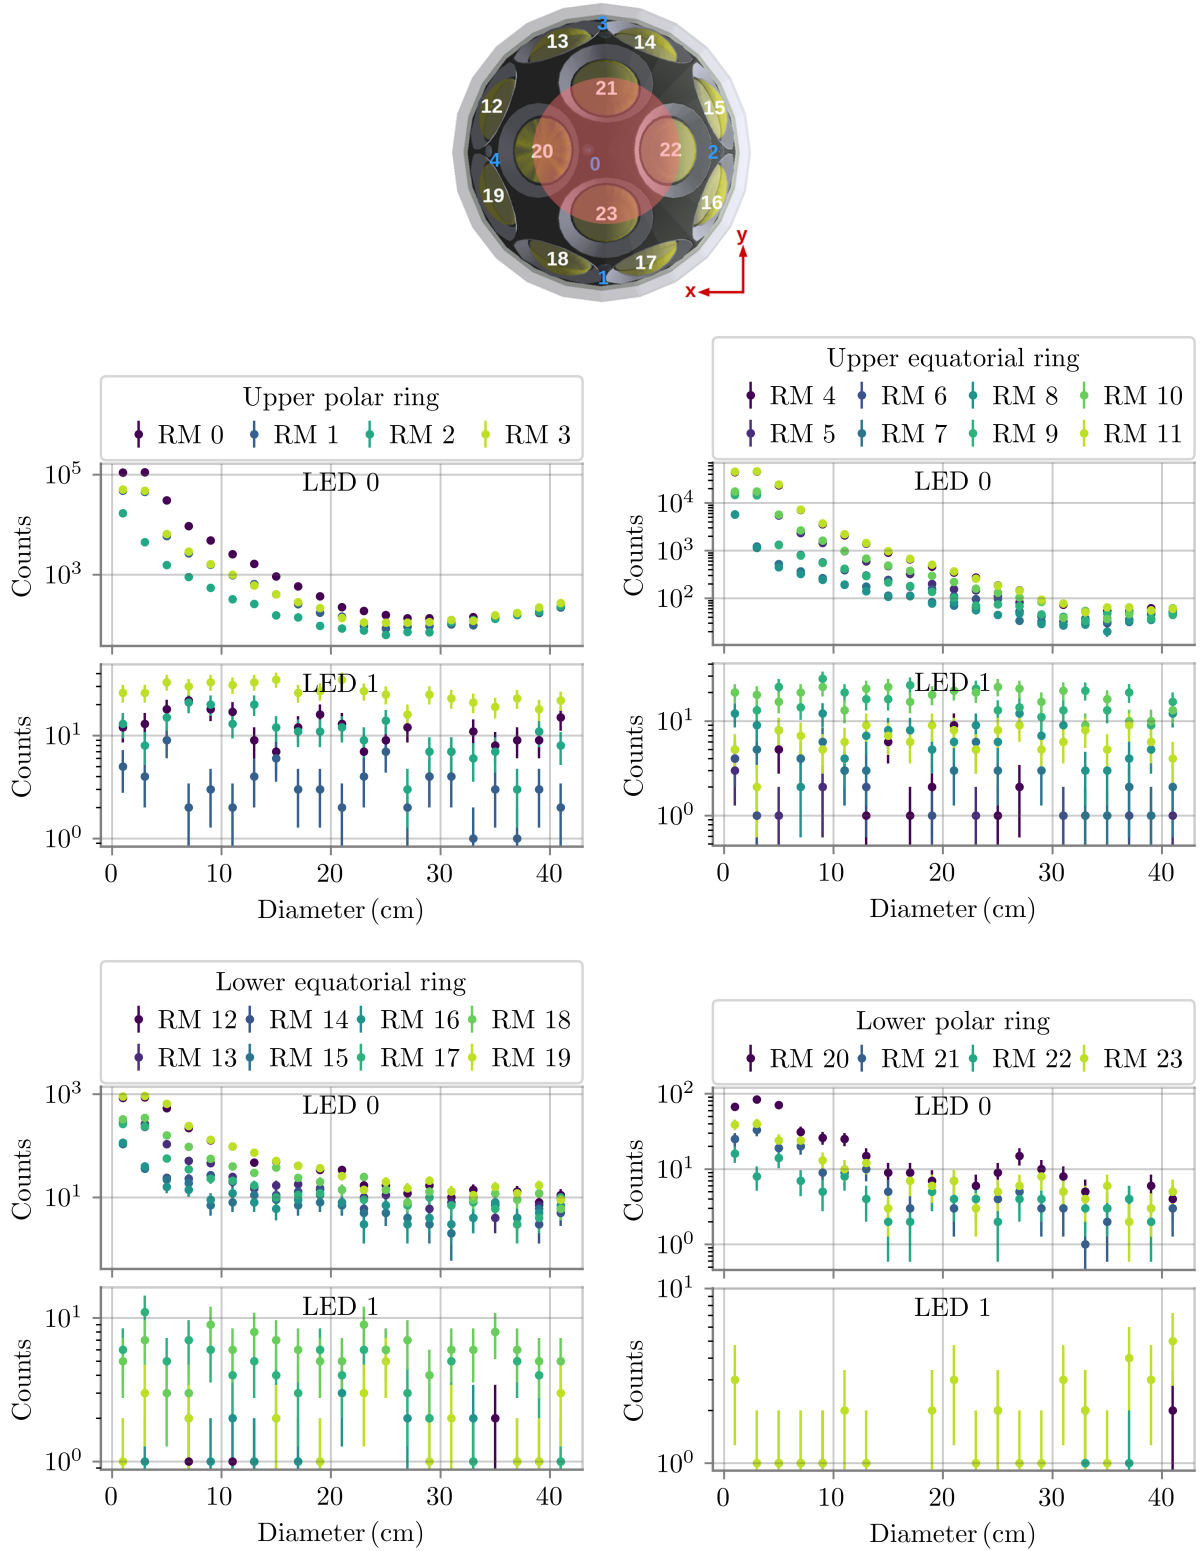 3
13
14
21
12
15
20
22
4
0
2
19
16
23
18
17
1
y
x
Upper polar ring
RM 0 RM 1 RM 2 RM 3
10^5
10^3
Counts
LED 0
10^1
10^0
Counts
LED 1
0 10 20 30 40
Diameter (cm)
Upper equatorial ring
RM 4 RM 6 RM 8 RM 10
RM 5 RM 7 RM 9 RM 11
10^4
10^3
10^2
Counts
LED 0
10^1
10^0
Counts
LED 1
0 10 20 30 40
Diameter (cm)
Lower equatorial ring
RM 12 RM 14 RM 16 RM 18
RM 13 RM 15 RM 17 RM 19
10^3
10^1
Counts
LED 0
10^1
10^0
Counts
LED 1
0 10 20 30 40
Diameter (cm)
Lower polar ring
RM 20 RM 21 RM 22 RM 23
10^2
10^1
10^0
Counts
LED 0
10^1
10^0
Counts
LED 1
0 10 20 30 40
Diameter (cm)